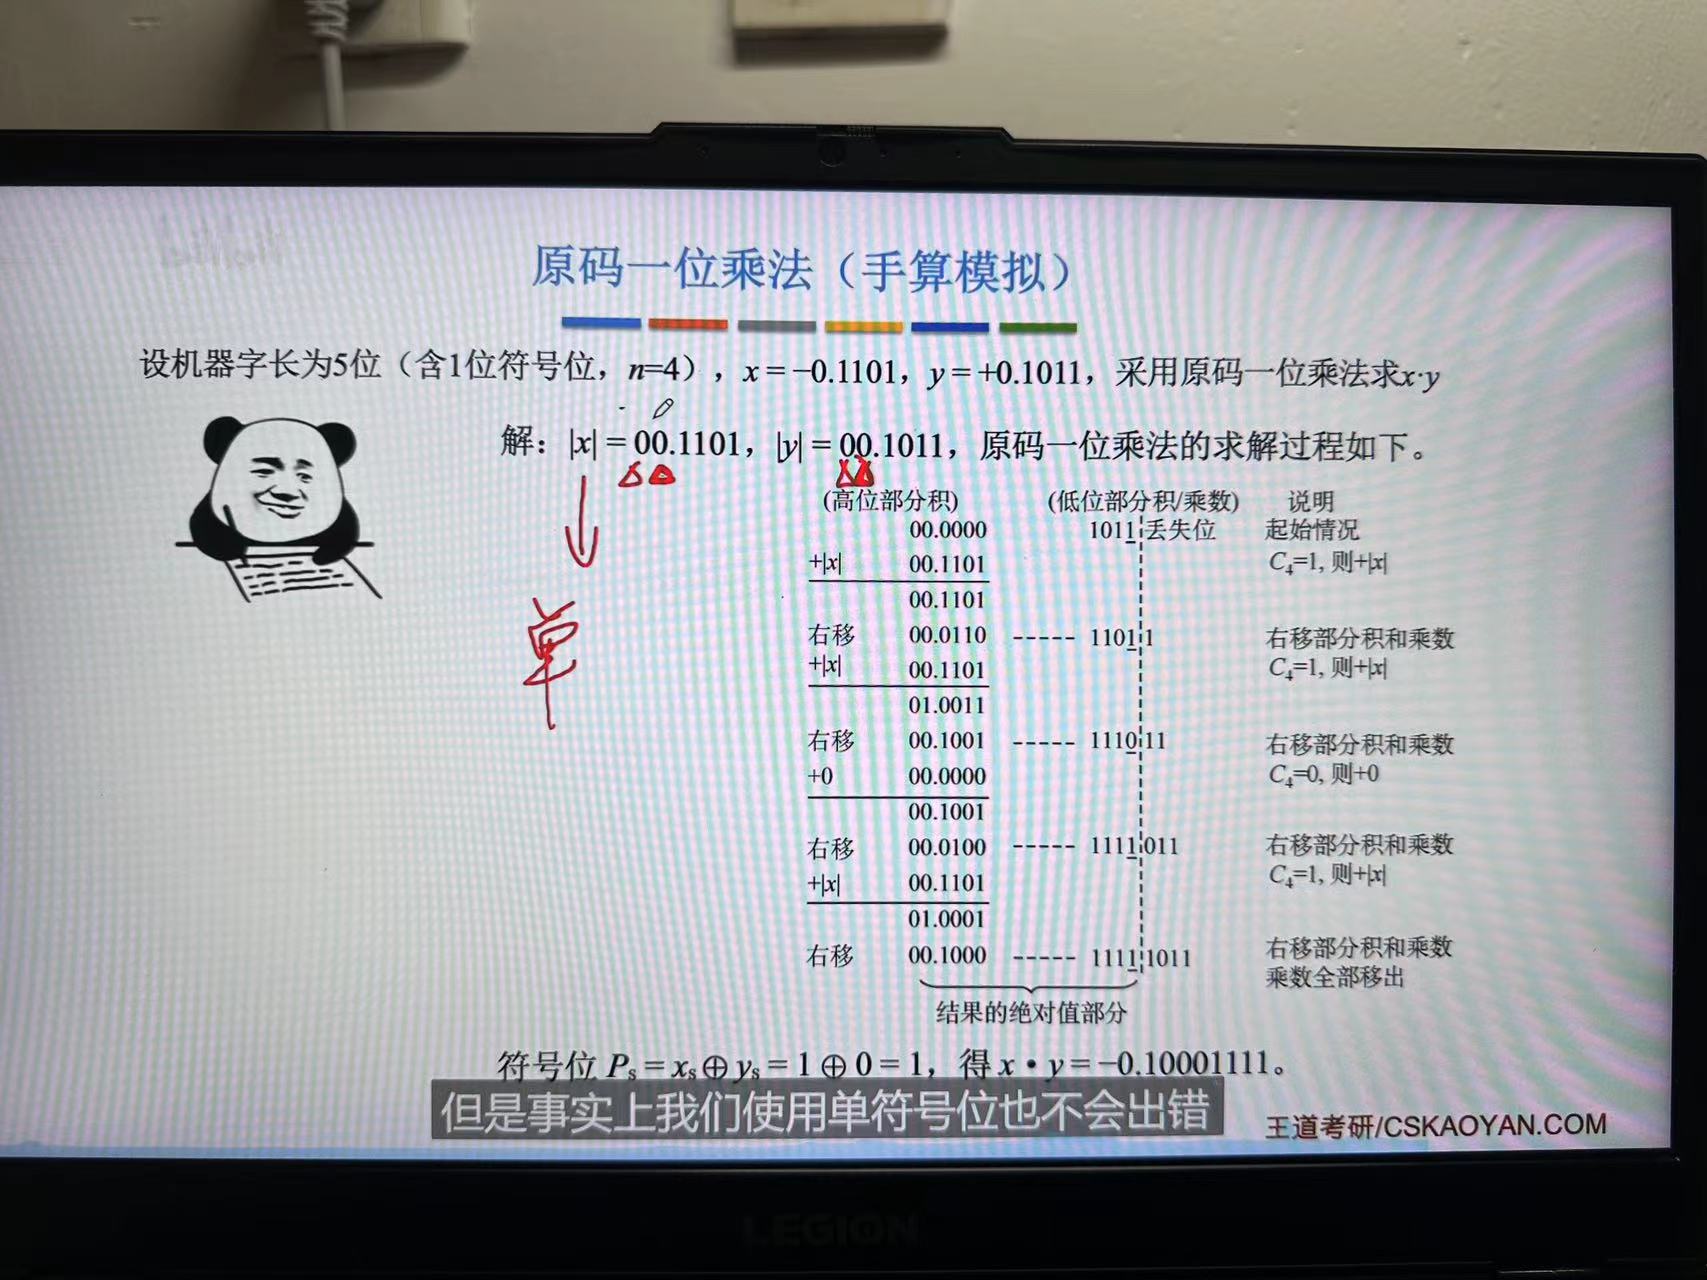 原码一位乘法（手算模拟）
设机器字长为5位（含1位符号位，n=4），x = −0.1101，y = +0.1011，采用原码一位乘法求x·y
解：|x| = 00.1101，|y| = 00.1011，原码一位乘法的求解过程如下。
单
(高位部分积) (低位部分积/乘数) 说明
00.0000 1011 丢失位 起始情况
+|x| 00.1101 C4=1, 则+|x|
00.1101
右移 00.0110 ----- 1101 1 右移部分积和乘数
+|x| 00.1101 C4=1, 则+|x|
01.0011
右移 00.1001 ----- 1110 11 右移部分积和乘数
+0 00.0000 C4=0, 则+0
00.1001
右移 00.0100 ----- 1111 011 右移部分积和乘数
+|x| 00.1101 C4=1, 则+|x|
01.0001
右移 00.1000 ----- 1111 1011 右移部分积和乘数
乘数全部移出
结果的绝对值部分
符号位 Ps = xs⊕ys = 1⊕0 = 1，得 x·y = −0.10001111。
但是事实上我们使用单符号位也不会出错
王道考研/CSKAOYAN.COM
LEGION